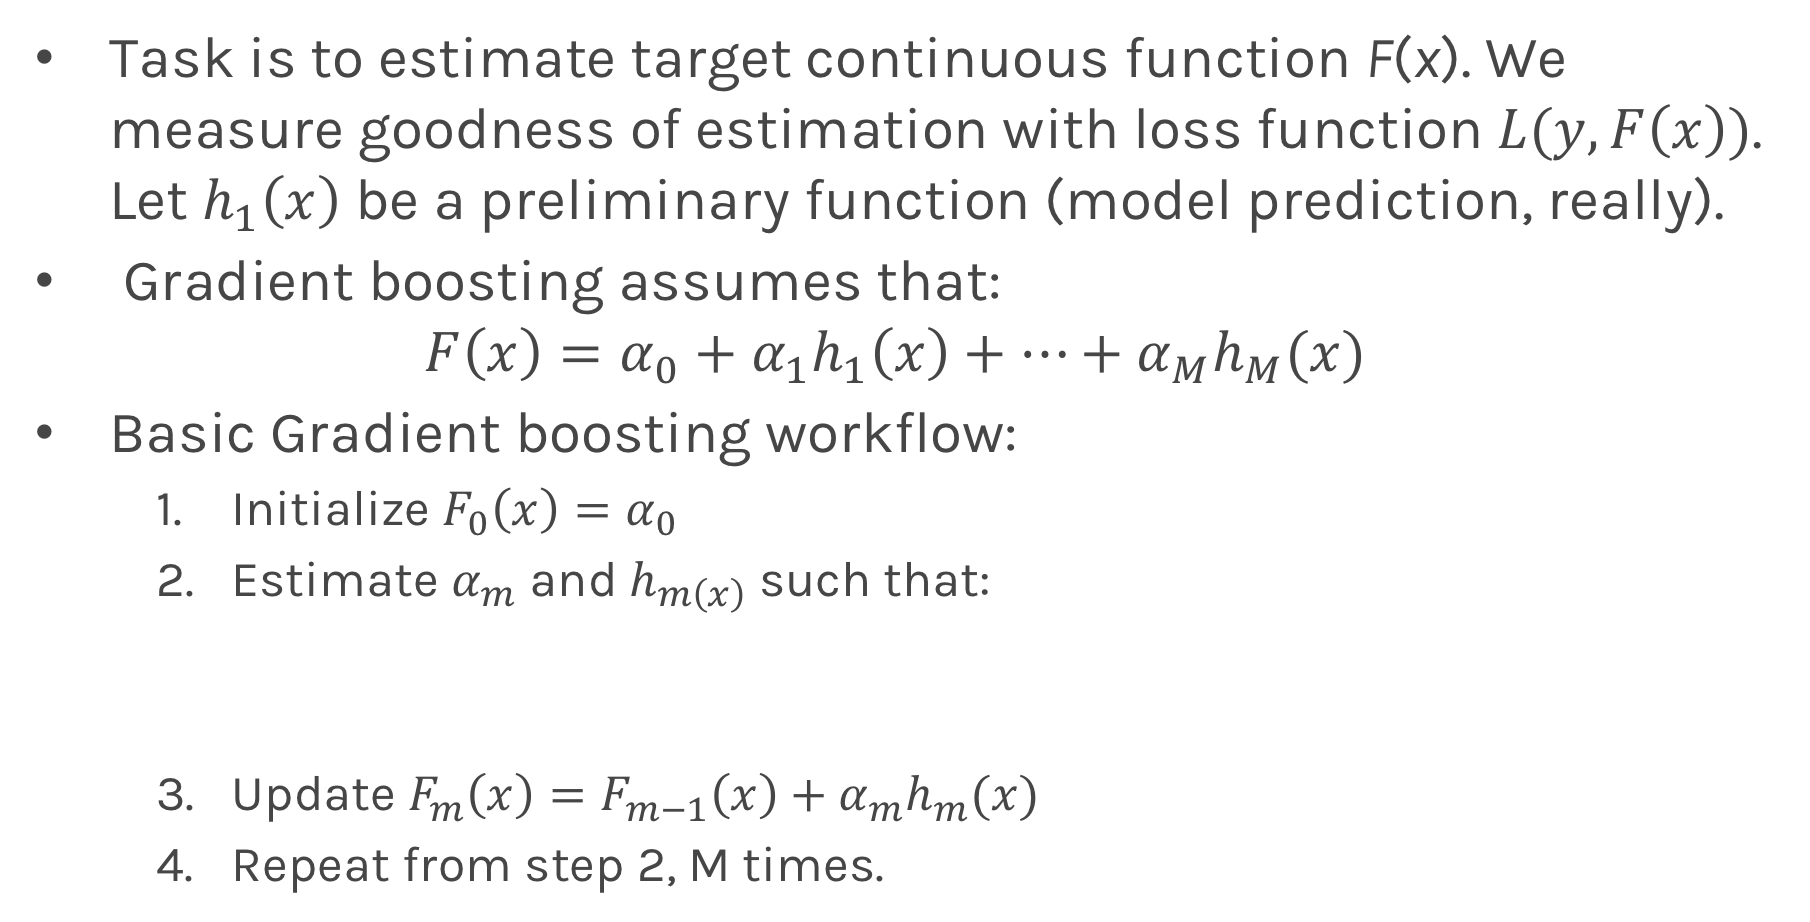 • Task is to estimate target continuous function F(x). We
measure goodness of estimation with loss function L(y, F(x)).
Let h₁(x) be a preliminary function (model prediction, really).
• Gradient boosting assumes that:
F(x) = α₀ + α₁h₁(x) + ⋯ + α_M h_M(x)
• Basic Gradient boosting workflow:
1. Initialize F₀(x) = α₀
2. Estimate α_m and h_{m(x)} such that:
3. Update F_m(x) = F_{m−1}(x) + α_m h_m(x)
4. Repeat from step 2, M times.